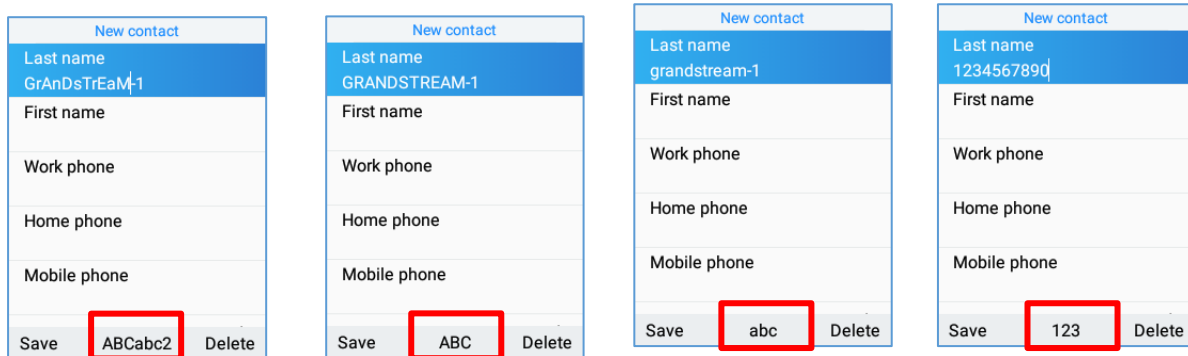 New contact
Last name
GrAnDsTrEaM-1
First name
Work phone
Home phone
Mobile phone
Save ABCabc2 Delete
New contact
Last name
GRANDSTREAM-1
First name
Work phone
Home phone
Mobile phone
Save ABC Delete
New contact
Last name
grandstream-1
First name
Work phone
Home phone
Mobile phone
Save abc Delete
New contact
Last name
1234567890
First name
Work phone
Home phone
Mobile phone
Save 123 Delete